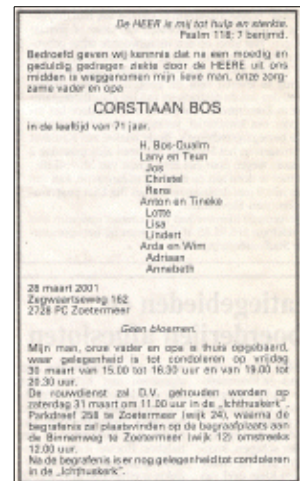 De HEER is mij tot hulp en sterkte.
Psalm 118: 7 berijmd.
Bedroefd geven wij kennis dat na een moedig en
geduldig gedragen ziekte door de HEERE uit ons
midden is weggenomen mijn lieve man, onze zorg-
zame vader en opa
CORSTIAAN BOS
in de leeftijd van 71 jaar.
H. Bos-Qualm
Lany en Teun
Jos
Christel
Rens
Anton en Tineke
Lotte
Lisa
Lindert
Arda en Wim
Adriaan
Annebeth
28 maart 2001
Zegwaartseweg 162
2728 PC Zoetermeer
Geen bloemen.
Mijn man, onze vader en opa is thuis opgebaard,
waar gelegenheid is tot condoleren op vrijdag
30 maart van 15.00 tot 16.30 uur en van 19.00 tot
20.30 uur.
De rouwdienst zal D.V. gehouden worden op
zaterdag 31 maart om 11.00 uur in de „Ichthuskerk",
Parkdreef 258 te Zoetermeer (wijk 24), waarna de
begrafenis zal plaatsvinden op de begraafplaats aan
de Binnenweg te Zoetermeer (wijk 12) omstreeks
12.00 uur.
Na de begrafenis is er nog gelegenheid tot condoleren
in de „Ichthuskerk".